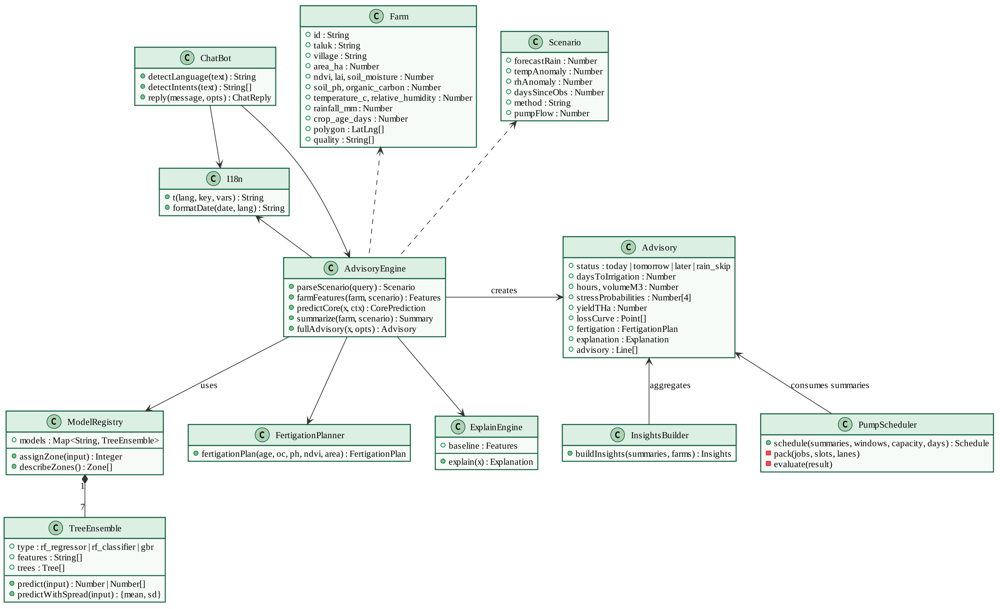 C Farm
id : String
taluk : String
village : String
area_ha : Number
ndvi, lai, soil_moisture : Number
soil_ph, organic_carbon : Number
temperature_c, relative_humidity : Number
rainfall_mm : Number
crop_age_days : Number
polygon : LatLng[]
quality : String[]
C Scenario
forecastRain : Number
tempAnomaly : Number
rhAnomaly : Number
daysSinceObs : Number
method : String
pumpFlow : Number
C ChatBot
detectLanguage(text) : String
detectIntents(text) : String[]
reply(message, opts) : ChatReply
C I18n
t(lang, key, vars) : String
formatDate(date, lang) : String
C AdvisoryEngine
parseScenario(query) : Scenario
farmFeatures(farm, scenario) : Features
predictCore(x, ctx) : CorePrediction
summarize(farm, scenario) : Summary
fullAdvisory(x, opts) : Advisory
creates
C Advisory
status : today | tomorrow | later | rain_skip
daysToIrrigation : Number
hours, volumeM3 : Number
stressProbabilities : Number[4]
yieldTHa : Number
lossCurve : Point[]
fertigation : FertigationPlan
explanation : Explanation
advisory : Line[]
uses
aggregates
consumes summaries
C ModelRegistry
models : Map<String, TreeEnsemble>
assignZone(input) : Integer
describeZones() : Zone[]
C FertigationPlanner
fertigationPlan(age, oc, ph, ndvi, area) : FertigationPlan
C ExplainEngine
baseline : Features
explain(x) : Explanation
C InsightsBuilder
buildInsights(summaries, farms) : Insights
C PumpScheduler
schedule(summaries, windows, capacity, days) : Schedule
pack(jobs, slots, lanes)
evaluate(result)
1
7
C TreeEnsemble
type : rf_regressor | rf_classifier | gbr
features : String[]
trees : Tree[]
predict(input) : Number | Number[]
predictWithSpread(input) : {mean, sd}